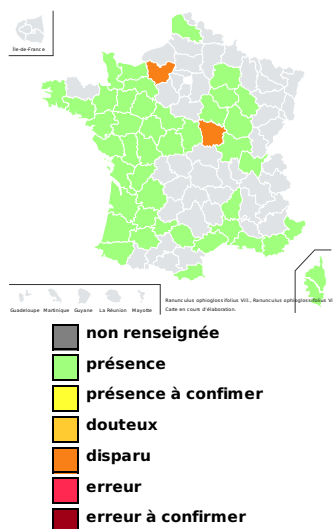 Île-de-France
Guadeloupe Martinique Guyane La Réunion Mayotte
Ranunculus ophioglossifolius Vill., Ranunculus ophioglossifolius Vi
Carte en cours d'élaboration.
non renseignée
présence
présence à confimer
douteux
disparu
erreur
erreur à confirmer